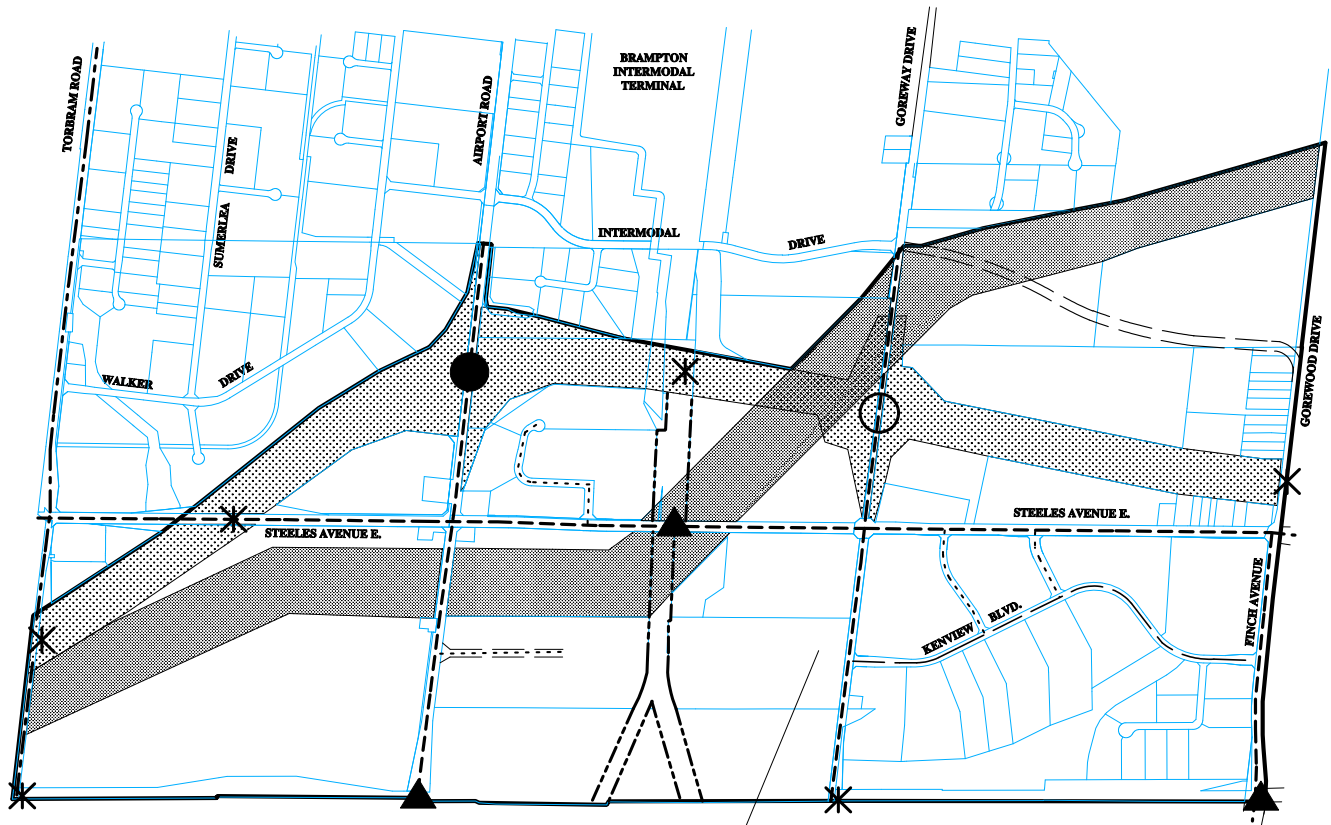 BRAMPTON
INTERMODAL
TERMINAL
TORBRAM ROAD
DRIVE
SUMERLEA
AIRPORT ROAD
GOREWAY DRIVE
INTERMODAL
DRIVE
WALKER
DRIVE
GOREWOOD DRIVE
STEELES AVENUE E.
STEELES AVENUE E.
KENVIEW
BLVD.
FINCH AVENUE